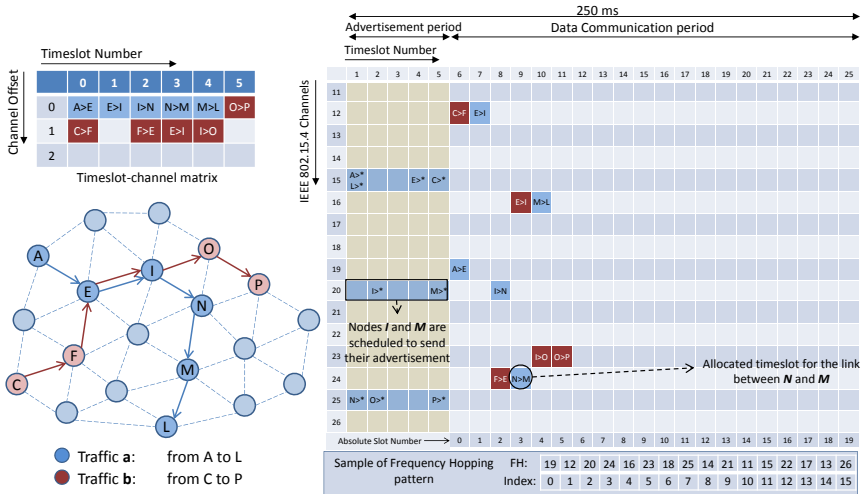 250 ms
Advertisement period
Data Communication period
Timeslot Number
Timeslot Number
0 1 2 3 4 5
Channel Offset
0 A>E E>I I>N N>M M>L O>P
1 C>F F>E E>I I>O
2
Timeslot-channel matrix
A
E
I
O
P
N
F
C
M
L
Traffic a: from A to L
Traffic b: from C to P
IEEE 802.15.4 Channels
1 2 3 4 5 6 7 8 9 10 11 12 13 14 15 16 17 18 19 20 21 22 23 24 25
11
12 C>F E>I
13
14
15 A>* E>* C>*
L>*
16 E>I M>L
17
18
19 A>E
20 I>* M>* I>N
21
Nodes I and M are
scheduled to send
their advertisement
22
23 I>O O>P
24 F>E N>M
Allocated timeslot for the link
between N and M
25 N>* O>* P>*
26
Absolute Slot Number 0 1 2 3 4 5 6 7 8 9 10 11 12 13 14 15 16 17 18 19
Sample of Frequency Hopping
pattern
FH: 19 12 20 24 16 23 18 25 14 21 11 15 22 17 13 26
Index: 0 1 2 3 4 5 6 7 8 9 10 11 12 13 14 15